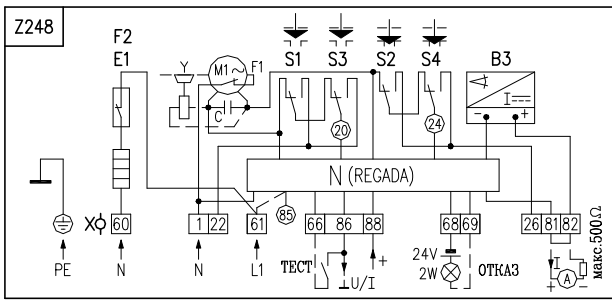 Z248
F2
E1
Y
M1~
F1
C
S1
S3
S2
S4
B3
I
- +
20
24
N (REGADA)
85
X
60
1 22
61
66
86
88
68 69
26 81 82
PE
N
N
L1
ТЕСТ
U/I
+
24V
2W
ОТКАЗ
I
A
- +
макс.500Ω